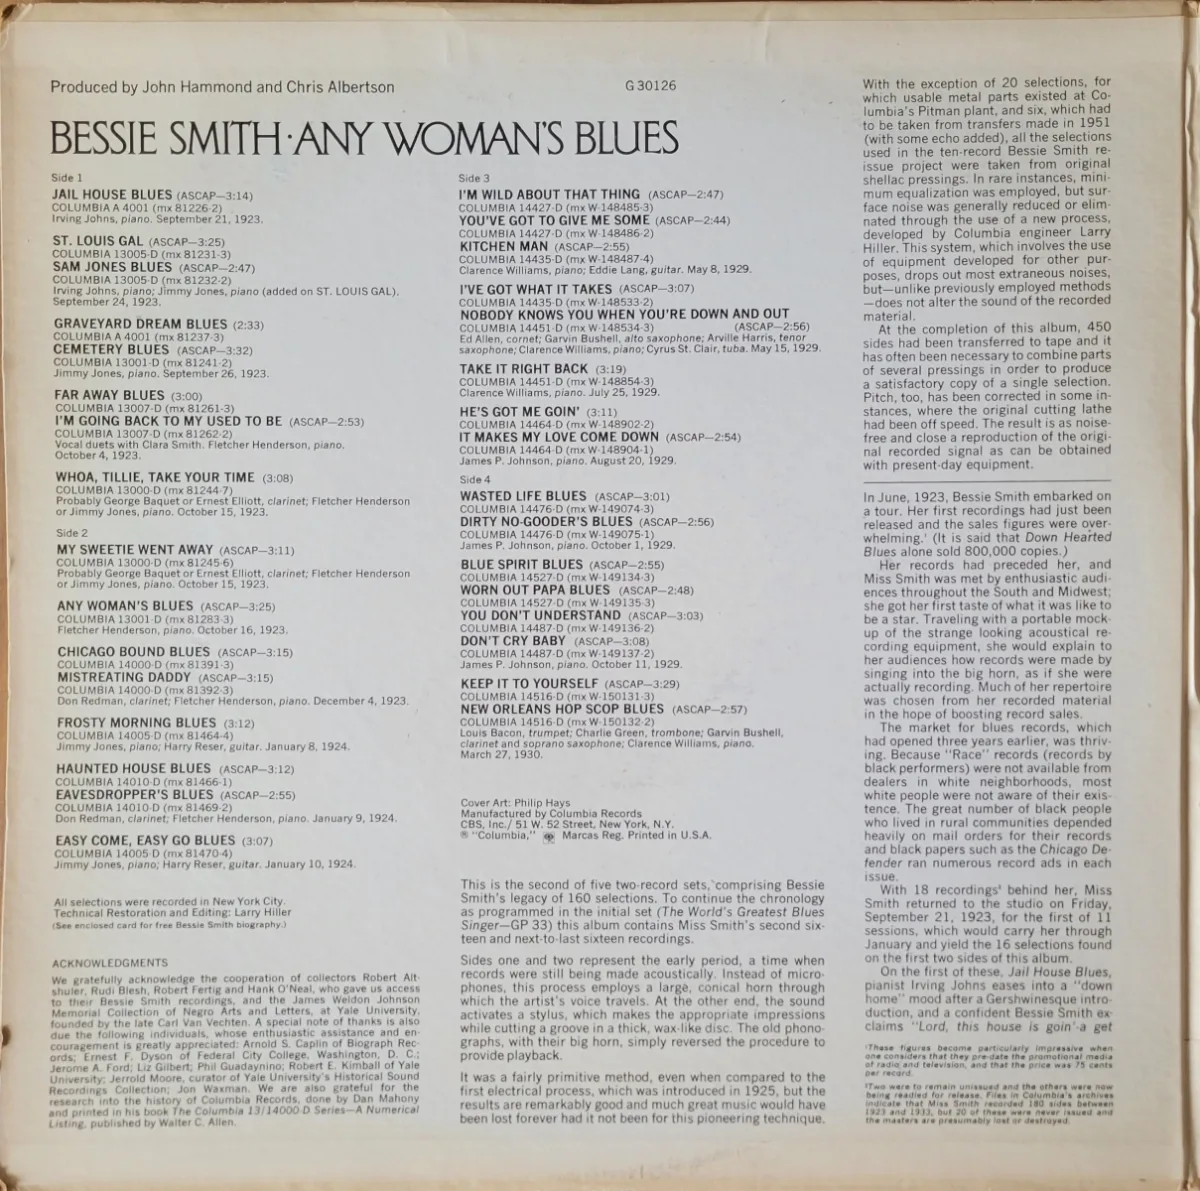 Produced by John Hammond and Chris Albertson
G 30126
BESSIE SMITH·ANY WOMAN'S BLUES
Side 1
JAIL HOUSE BLUES (ASCAP—3:14)
COLUMBIA A 4001 (mx 81226-2)
Irving Johns, piano. September 21, 1923.
ST. LOUIS GAL (ASCAP—3:25)
COLUMBIA 13005-D (mx 81231-3)
SAM JONES BLUES (ASCAP—2:47)
COLUMBIA 13005-D (mx 81232-2)
Irving Johns, piano; Jimmy Jones, piano (added on ST. LOUIS GAL).
September 24, 1923.
GRAVEYARD DREAM BLUES (2:33)
COLUMBIA A 4001 (mx 81237-3)
CEMETERY BLUES (ASCAP—3:32)
COLUMBIA 13001-D (mx 81241-2)
Jimmy Jones, piano. September 26, 1923.
FAR AWAY BLUES (3:00)
COLUMBIA 13007-D (mx 81261-3)
I'M GOING BACK TO MY USED TO BE (ASCAP—2:53)
COLUMBIA 13007-D (mx 81262-2)
Vocal duets with Clara Smith. Fletcher Henderson, piano.
October 4, 1923.
WHOA, TILLIE, TAKE YOUR TIME (3:08)
COLUMBIA 13000-D (mx 81244-7)
Probably George Baquet or Ernest Elliott, clarinet; Fletcher Henderson
or Jimmy Jones, piano. October 15, 1923.
Side 2
MY SWEETIE WENT AWAY (ASCAP—3:11)
COLUMBIA 13000-D (mx 81245-6)
Probably George Baquet or Ernest Elliott, clarinet; Fletcher Henderson
or Jimmy Jones, piano. October 15, 1923.
ANY WOMAN'S BLUES (ASCAP—3:25)
COLUMBIA 13001-D (mx 81283-3)
Fletcher Henderson, piano. October 16, 1923.
CHICAGO BOUND BLUES (ASCAP—3:15)
COLUMBIA 14000-D (mx 81391-3)
MISTREATING DADDY (ASCAP—3:15)
COLUMBIA 14000-D (mx 81392-3)
Don Redman, clarinet; Fletcher Henderson, piano. December 4, 1923.
FROSTY MORNING BLUES (3:12)
COLUMBIA 14005-D (mx 81464-4)
Jimmy Jones, piano; Harry Reser, guitar. January 8, 1924.
HAUNTED HOUSE BLUES (ASCAP—3:12)
COLUMBIA 14010-D (mx 81466-1)
EAVESDROPPER'S BLUES (ASCAP—2:55)
COLUMBIA 14010-D (mx 81469-2)
Don Redman, clarinet; Fletcher Henderson, piano. January 9, 1924.
EASY COME, EASY GO BLUES (3:07)
COLUMBIA 14005-D (mx 81470-4)
Jimmy Jones, piano; Harry Reser, guitar. January 10, 1924.
All selections were recorded in New York City.
Technical Restoration and Editing: Larry Hiller
(See enclosed card for free Bessie Smith biography.)
ACKNOWLEDGMENTS
We gratefully acknowledge the cooperation of collectors Robert Alt-
shuler, Rudi Blesh, Robert Fertig and Hank O'Neal, who gave us access
to their Bessie Smith recordings, and the James Weldon Johnson
Memorial Collection of Negro Arts and Letters, at Yale University,
founded by the late Carl Van Vechten. A special note of thanks is also
due the following individuals, whose enthusiastic assistance and en-
couragement is greatly appreciated: Arnold S. Caplin of Biograph Rec-
ords; Ernest F. Dyson of Federal City College, Washington, D. C.;
Jerome A. Ford; Liz Gilbert; Phil Guadaynino; Robert E. Kimball of Yale
University; Jerrold Moore, curator of Yale University's Historical Sound
Recordings Collection; Jon Waxman. We are also grateful for the
research into the history of Columbia Records, done by Dan Mahony
and printed in his book The Columbia 13/14000 D Series—A Numerical
Listing, published by Walter C. Allen.
Side 3
I'M WILD ABOUT THAT THING (ASCAP—2:47)
COLUMBIA 14427-D (mx W-148485-3)
YOU'VE GOT TO GIVE ME SOME (ASCAP—2:44)
COLUMBIA 14427-D (mx W-148486-2)
KITCHEN MAN (ASCAP—2:55)
COLUMBIA 14435-D (mx W-148487-4)
Clarence Williams, piano; Eddie Lang, guitar. May 8, 1929.
I'VE GOT WHAT IT TAKES (ASCAP—3:07)
COLUMBIA 14435-D (mx W-148533-2)
NOBODY KNOWS YOU WHEN YOU'RE DOWN AND OUT
COLUMBIA 14451-D (mx W-148534-3) (ASCAP—2:56)
Ed Allen, cornet; Garvin Bushell, alto saxophone; Arville Harris, tenor
saxophone; Clarence Williams, piano; Cyrus St. Clair, tuba. May 15, 1929.
TAKE IT RIGHT BACK (3:19)
COLUMBIA 14451-D (mx W-148854-3)
Clarence Williams, piano. July 25, 1929.
HE'S GOT ME GOIN' (3:11)
COLUMBIA 14464-D (mx W-148902-2)
IT MAKES MY LOVE COME DOWN (ASCAP—2:54)
COLUMBIA 14464-D (mx W-148904-1)
James P. Johnson, piano. August 20, 1929.
Side 4
WASTED LIFE BLUES (ASCAP—3:01)
COLUMBIA 14476-D (mx W-149074-3)
DIRTY NO-GOODER'S BLUES (ASCAP—2:56)
COLUMBIA 14476-D (mx W-149075-1)
James P. Johnson, piano. October 1, 1929.
BLUE SPIRIT BLUES (ASCAP—2:55)
COLUMBIA 14527-D (mx W-149134-3)
WORN OUT PAPA BLUES (ASCAP—2:48)
COLUMBIA 14527-D (mx W-149135-3)
YOU DON'T UNDERSTAND (ASCAP—3:03)
COLUMBIA 14487-D (mx W-149136-2)
DON'T CRY BABY (ASCAP—3:08)
COLUMBIA 14487-D (mx W-149137-2)
James P. Johnson, piano. October 11, 1929.
KEEP IT TO YOURSELF (ASCAP—3:29)
COLUMBIA 14516-D (mx W-150131-3)
NEW ORLEANS HOP SCOP BLUES (ASCAP—2:57)
COLUMBIA 14516-D (mx W-150132-2)
Louis Bacon, trumpet; Charlie Green, trombone; Garvin Bushell,
clarinet and soprano saxophone; Clarence Williams, piano.
March 27, 1930.
Cover Art: Philip Hays
Manufactured by Columbia Records
CBS, Inc./ 51 W. 52 Street, New York, N.Y.
® "Columbia," Marcas Reg. Printed in U.S.A.
This is the second of five two-record sets, comprising Bessie
Smith's legacy of 160 selections. To continue the chronology
as programmed in the initial set (The World's Greatest Blues
Singer—GP 33) this album contains Miss Smith's second six-
teen and next-to-last sixteen recordings.
Sides one and two represent the early period, a time when
records were still being made acoustically. Instead of micro-
phones, this process employs a large, conical horn through
which the artist's voice travels. At the other end, the sound
activates a stylus, which makes the appropriate impressions
while cutting a groove in a thick, wax-like disc. The old phono-
graphs, with their big horn, simply reversed the procedure to
provide playback.
It was a fairly primitive method, even when compared to the
first electrical process, which was introduced in 1925, but the
results are remarkably good and much great music would have
been lost forever had it not been for this pioneering technique.
With the exception of 20 selections, for
which usable metal parts existed at Co-
lumbia's Pitman plant, and six, which had
to be taken from transfers made in 1951
(with some echo added), all the selections
used in the ten-record Bessie Smith re-
issue project were taken from original
shellac pressings. In rare instances, mini-
mum equalization was employed, but sur-
face noise was generally reduced or elim-
inated through the use of a new process,
developed by Columbia engineer Larry
Hiller. This system, which involves the use
of equipment developed for other pur-
poses, drops out most extraneous noises,
but—unlike previously employed methods
—does not alter the sound of the recorded
material.
At the completion of this album, 450
sides had been transferred to tape and it
has often been necessary to combine parts
of several pressings in order to produce
a satisfactory copy of a single selection.
Pitch, too, has been corrected in some in-
stances, where the original cutting lathe
had been off speed. The result is as noise-
free and close a reproduction of the origi-
nal recorded signal as can be obtained
with present-day equipment.
In June, 1923, Bessie Smith embarked on
a tour. Her first recordings had just been
released and the sales figures were over-
whelming.¹ (It is said that Down Hearted
Blues alone sold 800,000 copies.)
Her records had preceded her, and
Miss Smith was met by enthusiastic audi-
ences throughout the South and Midwest;
she got her first taste of what it was like to
be a star. Traveling with a portable mock-
up of the strange looking acoustical re-
cording equipment, she would explain to
her audiences how records were made by
singing into the big horn, as if she were
actually recording. Much of her repertoire
was chosen from her recorded material
in the hope of boosting record sales.
The market for blues records, which
had opened three years earlier, was thriv-
ing. Because "Race" records (records by
black performers) were not available from
dealers in white neighborhoods, most
white people were not aware of their exis-
tence. The great number of black people
who lived in rural communities depended
heavily on mail orders for their records
and black papers such as the Chicago De-
fender ran numerous record ads in each
issue.
With 18 recordings² behind her, Miss
Smith returned to the studio on Friday,
September 21, 1923, for the first of 11
sessions, which would carry her through
January and yield the 16 selections found
on the first two sides of this album.
On the first of these, Jail House Blues,
pianist Irving Johns eases into a "down
home" mood after a Gershwinesque intro-
duction, and a confident Bessie Smith ex-
claims "Lord, this house is goin' a get
¹These figures become particularly impressive when
one considers that they pre-date the promotional media
of radio and television, and that the price was 75 cents
per record.
²Two were to remain unissued and the others were now
being readied for release. Files in Columbia's archives
indicate that Miss Smith recorded 180 sides between
1923 and 1933, but 20 of these were never issued and
the masters are presumably lost or destroyed.